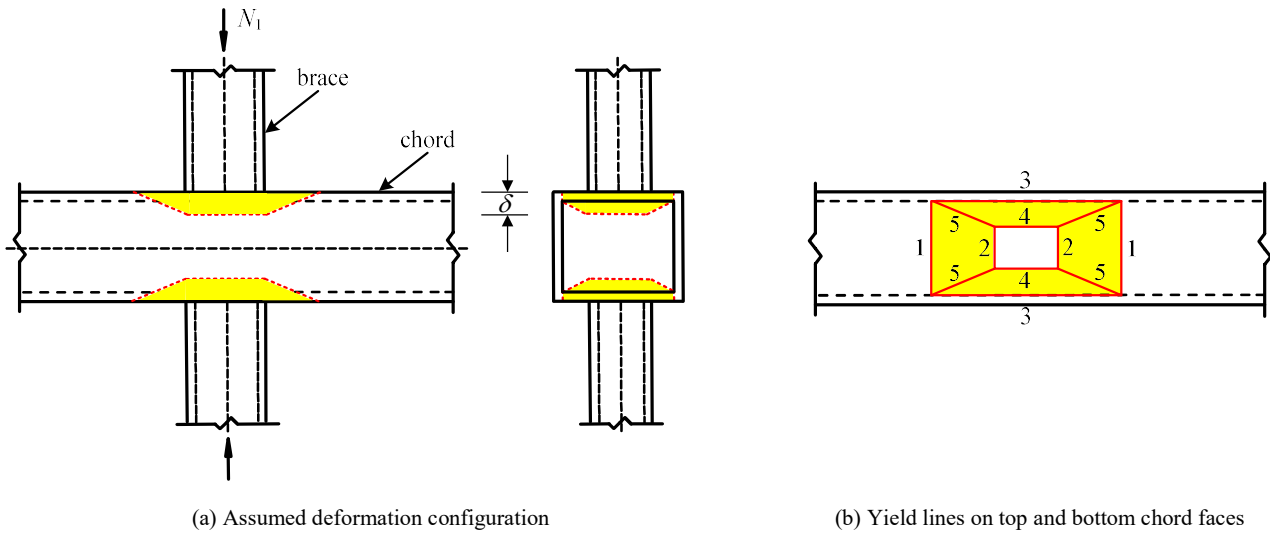 N1
brace
chord
δ
3
5 4 5
1 2 2 1
5 4 5
3
(a) Assumed deformation configuration
(b) Yield lines on top and bottom chord faces